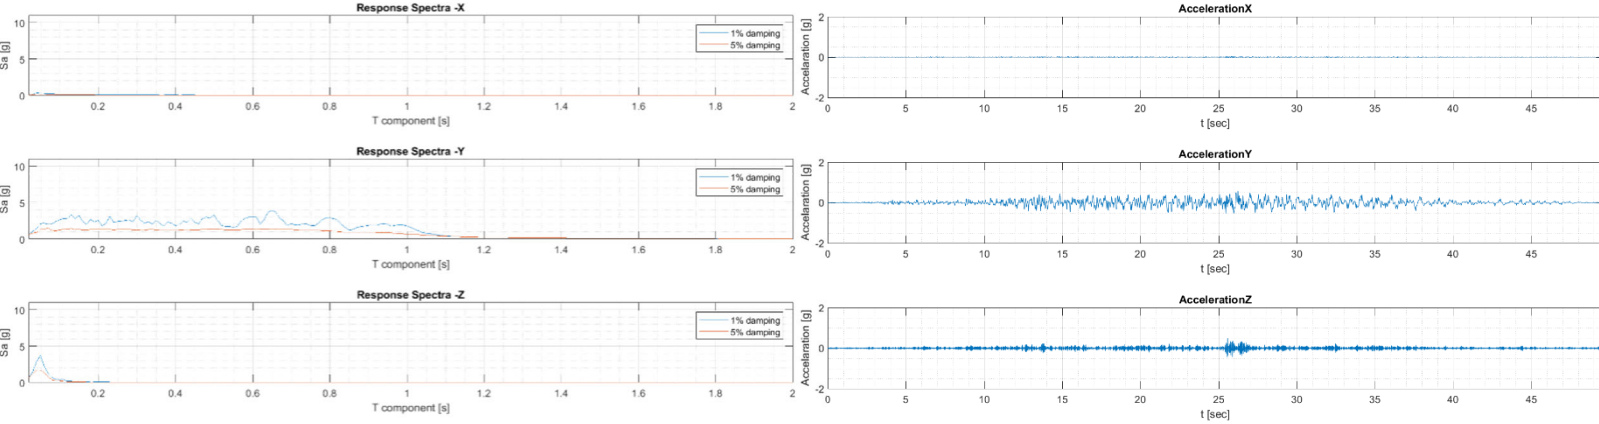 Response Spectra -X
10
5
0
Sa [g]
1% damping
5% damping
0.2 0.4 0.6 0.8 1 1.2 1.4 1.6 1.8 2
T component [s]
AccelerationX
2
0
-2
Accelaration [g]
0 5 10 15 20 25 30 35 40 45
t [sec]
Response Spectra -Y
10
5
0
Sa [g]
1% damping
5% damping
0.2 0.4 0.6 0.8 1 1.2 1.4 1.6 1.8 2
T component [s]
AccelerationY
2
0
-2
Accelaration [g]
0 5 10 15 20 25 30 35 40 45
t [sec]
Response Spectra -Z
10
5
0
Sa [g]
1% damping
5% damping
0.2 0.4 0.6 0.8 1 1.2 1.4 1.6 1.8 2
T component [s]
AccelerationZ
2
0
-2
Accelaration [g]
0 5 10 15 20 25 30 35 40 45
t [sec]